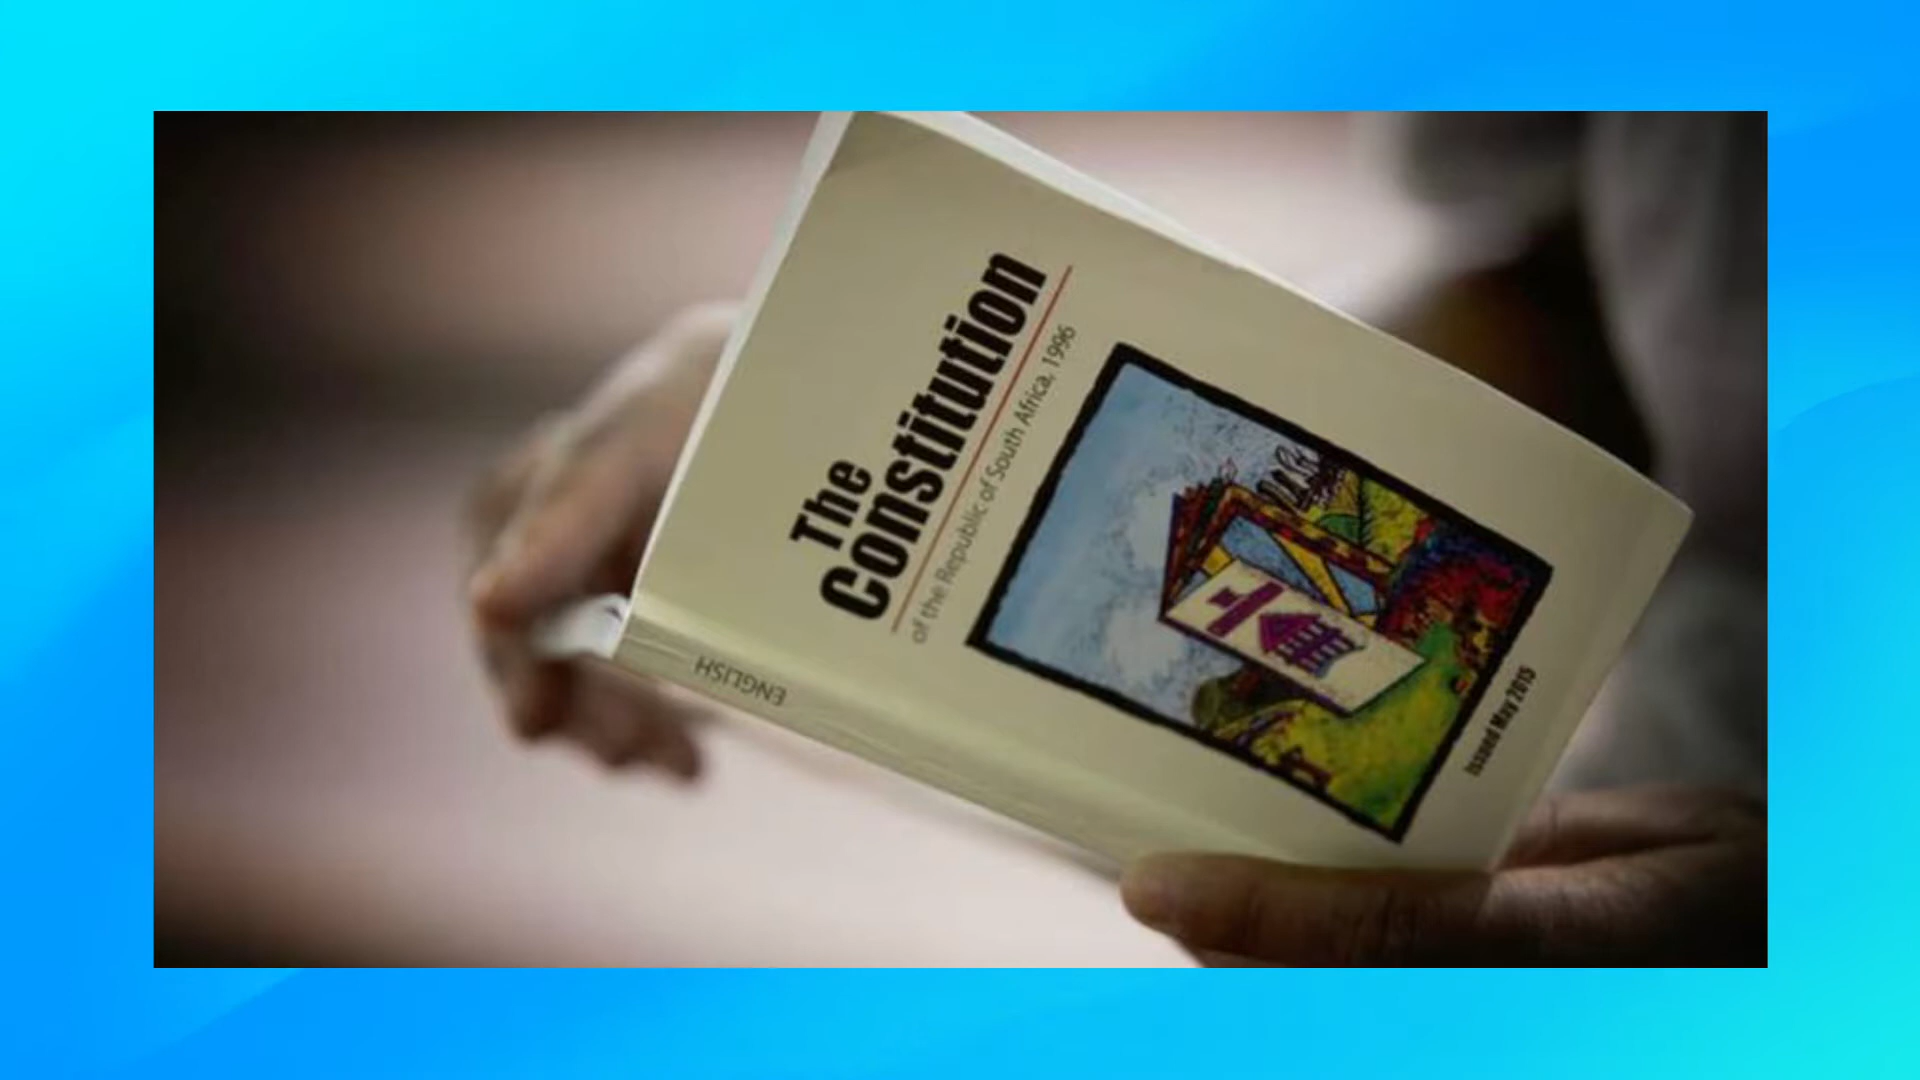 The
Constitution
of the Republic of South Africa, 1996
Issued May 2015
ENGLISH